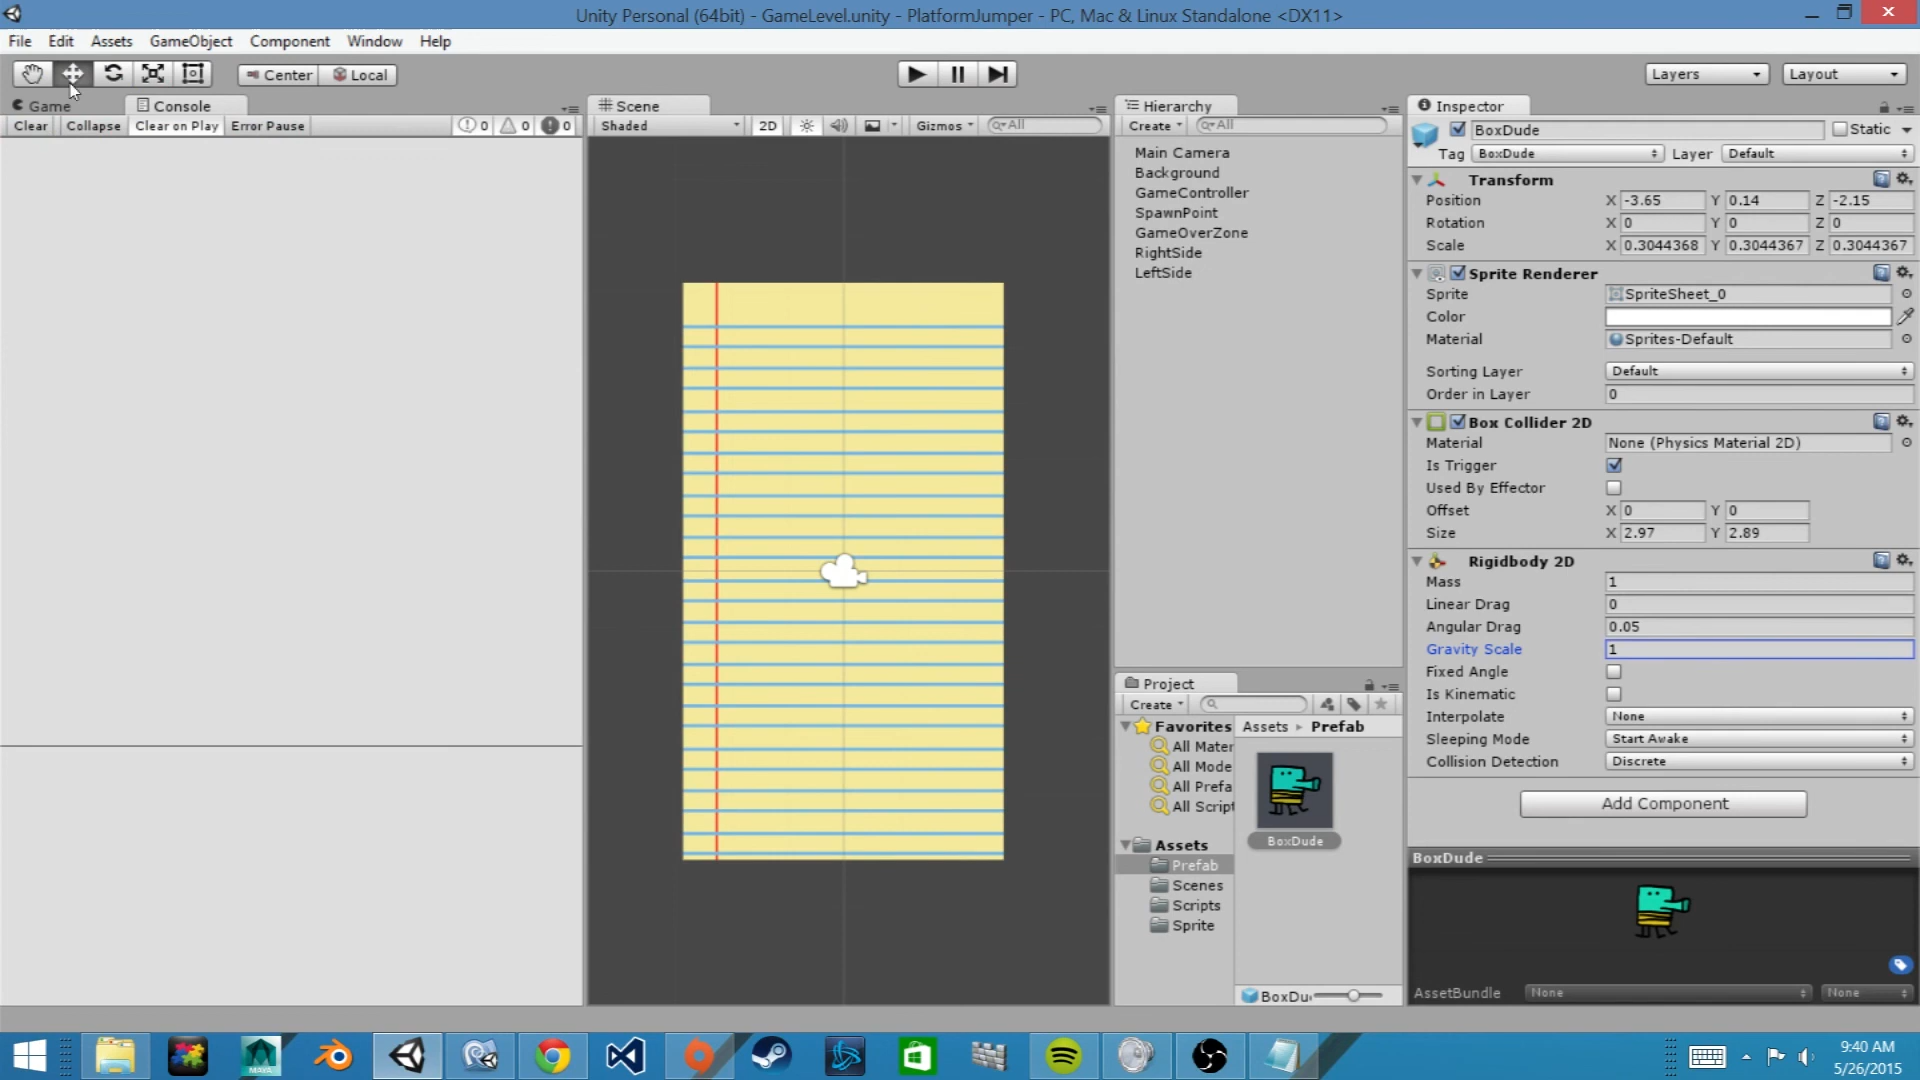 Unity Personal (64bit) - GameLevel.unity - PlatformJumper - PC, Mac & Linux Standalone <DX11>
File Edit Assets GameObject Component Window Help
Center Local Layers Layout
Game Console
Clear Collapse Clear on Play Error Pause 0 0 0
Scene
Shaded 2D Gizmos All
Hierarchy
Create All
Main Camera
Background
GameController
SpawnPoint
GameOverZone
RightSide
LeftSide
Project
Create
Favorites
All Mater
All Mode
All Prefa
All Script
Assets
Prefab
Scenes
Scripts
Sprite
Assets Prefab
BoxDude
BoxDu
Inspector
BoxDude Static
Tag BoxDude Layer Default
Transform
Position X -3.65 Y 0.14 Z -2.15
Rotation X 0 Y 0 Z 0
Scale X 0.3044368 Y 0.3044367 Z 0.3044367
Sprite Renderer
Sprite SpriteSheet_0
Color
Material Sprites-Default
Sorting Layer Default
Order in Layer 0
Box Collider 2D
Material None (Physics Material 2D)
Is Trigger
Used By Effector
Offset X 0 Y 0
Size X 2.97 Y 2.89
Rigidbody 2D
Mass 1
Linear Drag 0
Angular Drag 0.05
Gravity Scale 1
Fixed Angle
Is Kinematic
Interpolate None
Sleeping Mode Start Awake
Collision Detection Discrete
Add Component
BoxDude
AssetBundle None None
MAYA
9:40 AM
5/26/2015